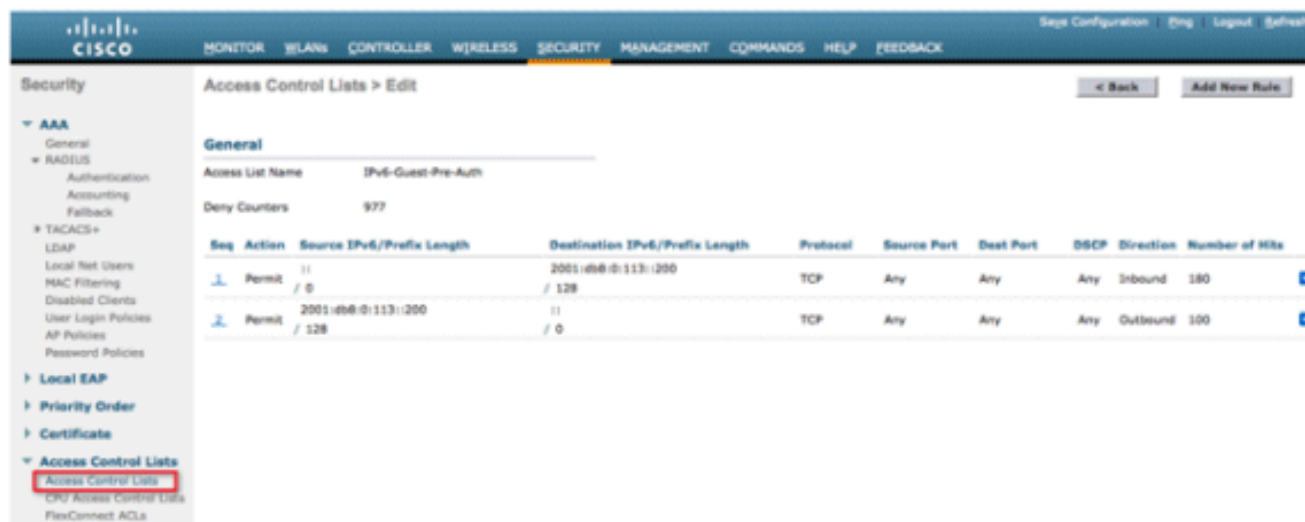 Save Configuration Ping Logout Refresh
CISCO MONITOR WLANs CONTROLLER WIRELESS SECURITY MANAGEMENT COMMANDS HELP FEEDBACK
Security
AAA
General
RADIUS
Authentication
Accounting
Fallback
TACACS+
LDAP
Local Net Users
MAC Filtering
Disabled Clients
User Login Policies
AP Policies
Password Policies
Local EAP
Priority Order
Certificate
Access Control Lists
Access Control Lists
CPU Access Control Lists
FlexConnect ACLs
Access Control Lists > Edit
< Back Add New Rule
General
Access List Name IPv6-Guest-Pre-Auth
Deny Counters 977
Seq Action Source IPv6/Prefix Length Destination IPv6/Prefix Length Protocol Source Port Dest Port DSCP Direction Number of Hits
:: 2001:db8:0:113::200
1 Permit TCP Any Any Any Inbound 180
/ 0 / 128
2001:db8:0:113::200 ::
2 Permit TCP Any Any Any Outbound 100
/ 128 / 0